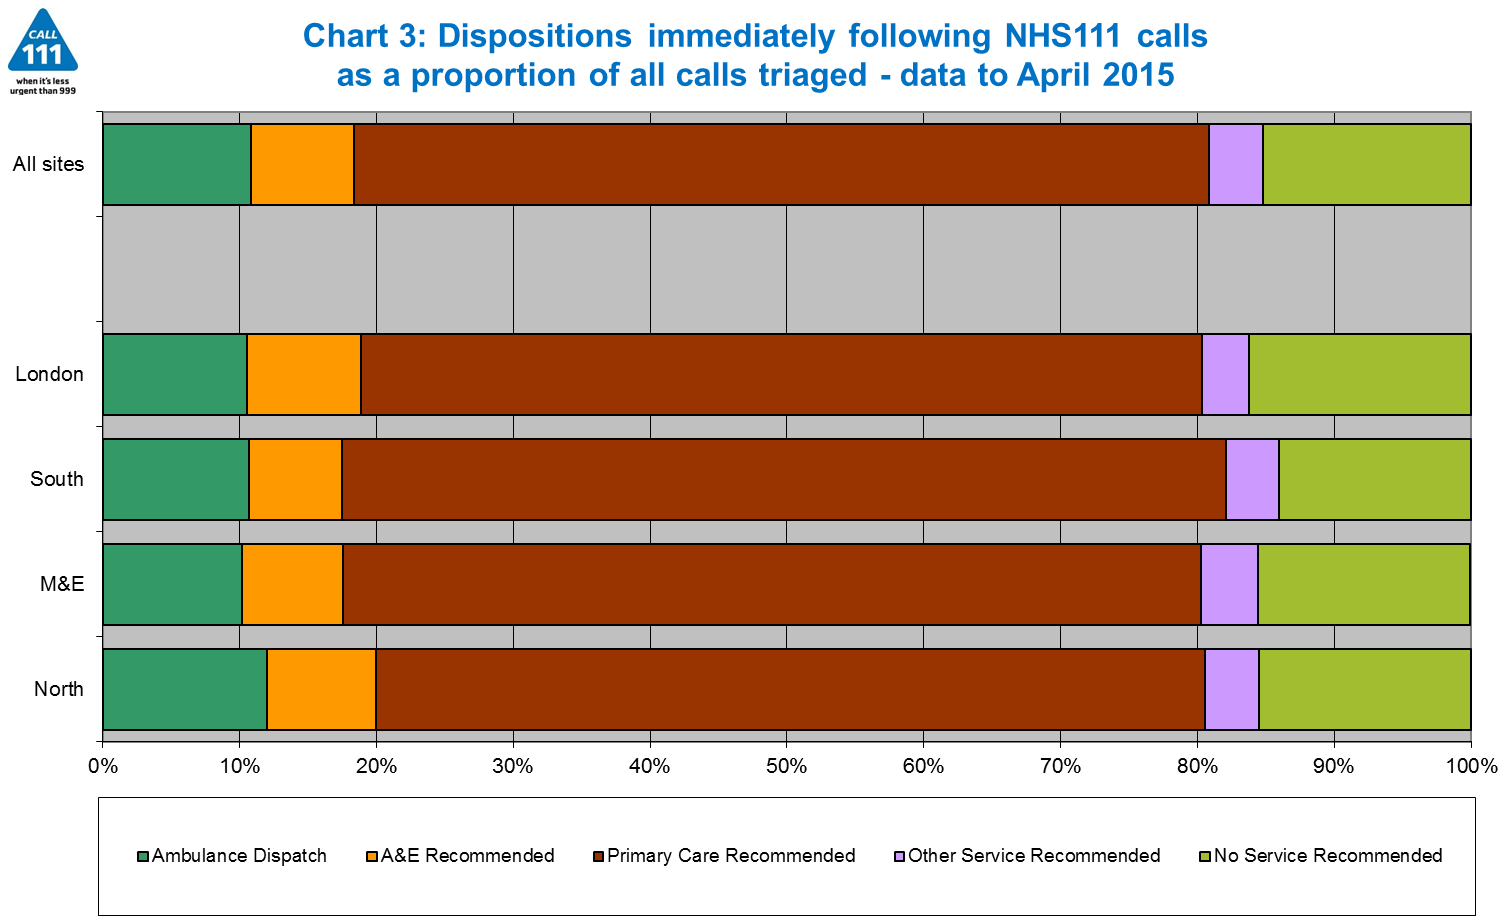 CALL
111
when it's less
urgent than 999
Chart 3: Dispositions immediately following NHS111 calls
as a proportion of all calls triaged - data to April 2015
All sites
London
South
M&E
North
0% 10% 20% 30% 40% 50% 60% 70% 80% 90% 100%
Ambulance Dispatch A&E Recommended Primary Care Recommended Other Service Recommended No Service Recommended